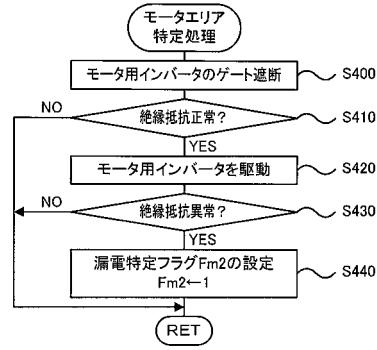 モータエリア
特定処理
モータ用インバータのゲート遮断
S400
NO
絶縁抵抗正常?
S410
YES
モータ用インバータを駆動
S420
NO
絶縁抵抗異常?
S430
YES
漏電特定フラグFm2の設定
Fm2←1
S440
RET